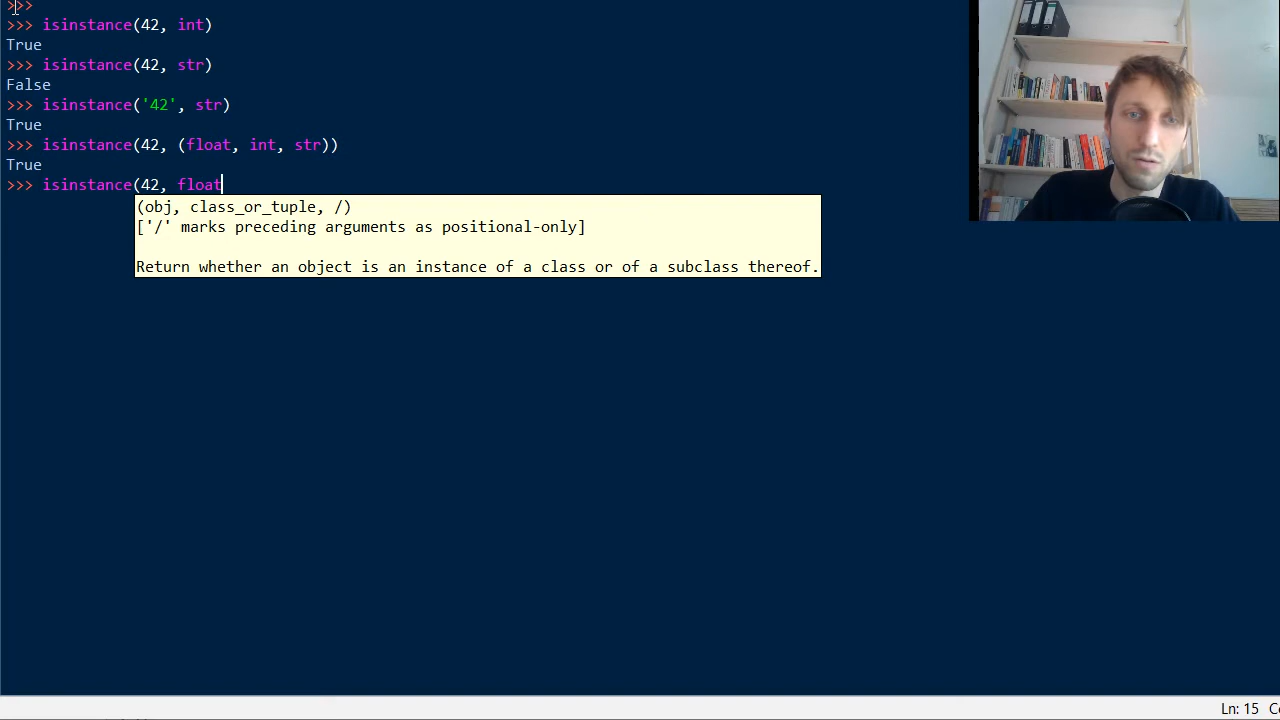 >>>
>>> isinstance(42, int)
True
>>> isinstance(42, str)
False
>>> isinstance('42', str)
True
>>> isinstance(42, (float, int, str))
True
>>> isinstance(42, float
(obj, class_or_tuple, /)
['/' marks preceding arguments as positional-only]
Return whether an object is an instance of a class or of a subclass thereof.
Ln: 15